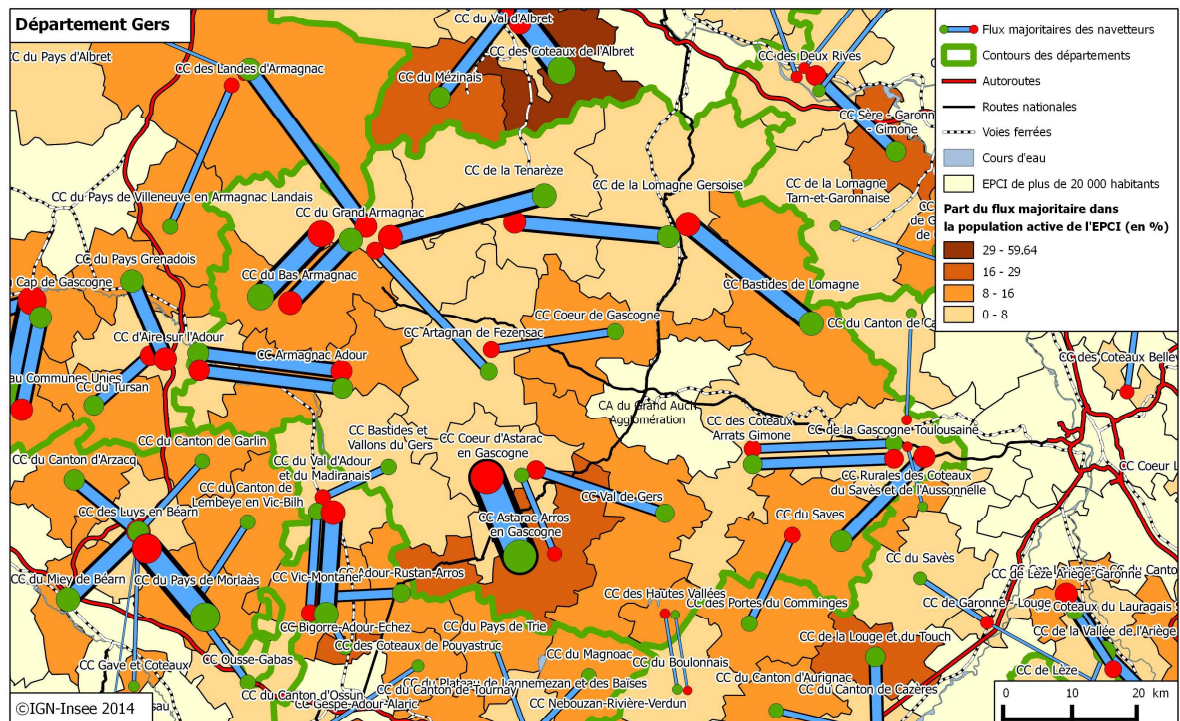 Département Gers
CC du Val d'Albret
CC des Coteaux de l'Albret
CC du Pays d'Albret
CC des Landes d'Armagnac
CC du Mézinais
CC des Deux Rives
CC Sère - Garonn
- Gimone
CC de la Tenarèze
CC de la Lomagne Gersoise
CC de la Lomagne
Tarn-et-Garonnaise
CC du Pays de Villeneuve en Armagnac Landais
CC du Grand Armagnac
CC du Pays Grenadois
CC du Bas Armagnac
Cap de Gascogne
CC Bastides de Lomagne
CC Coeur de Gascogne
CC du Canton de Ca
CC d'Aire sur l'Adour
CC Artagnan de Fezensac
CC Armagnac Adour
au Communes Unies
CC du Tursan
CC des Coteaux Bellev
CA du Grand Auch
Agglomération
CC des Coteaux
Arrats Gimone
CC de la Gascogne Toulousaine
CC Bastides et
Vallons du Gers
CC Coeur d'Astarac
en Gascogne
CC du Canton de Garlin
CC du Canton d'Arzacq
CC du Val d'Adour
et du Madiranais
CC Coeur L
CC Rurales des Coteaux
du Savès et de l'Aussonnelle
CC du Canton de
Lembeye en Vic-Bilh
CC Val de Gers
CC des Luys en Béarn
CC Astarac Arros
en Gascogne
CC du Saves
CC du Savès
CC du Miey de Béarn
CC du Pays de Morlaàs
CC Vic-Montaner
CC Adour-Rustan-Arros
CC de Lèze Ariège Garonne
CC des Hautes Vallées
CC des Portes du Comminges
CC de Garonne - Louge
Coteaux du Lauragais S
CC Bigorre-Adour-Echez
CC du Pays de Trie
CC de la Louge et du Touch
CC de la Vallée de l'Ariège
CC des Coteaux de Pouyastruc
CC Ousse-Gabas
CC Gave et Coteaux
CC du Magnoac
CC du Boulonnais
CC de Lèze
CC du Canton d'Aurignac
CC du Canton de Cazères
CC du Plateau de Lannemezan et des Baises
CC du Canton de Tournay
CC du Canton d'Ossun
CC Gespe-Adour-Alaric
CC Nebouzan-Rivière-Verdun
Flux majoritaires des navetteurs
Contours des départements
Autoroutes
Routes nationales
Voies ferrées
Cours d'eau
EPCI de plus de 20 000 habitants
Part du flux majoritaire dans
la population active de l'EPCI (en %)
29 - 59.64
16 - 29
8 - 16
0 - 8
0 10 20 km
©IGN-Insee 2014